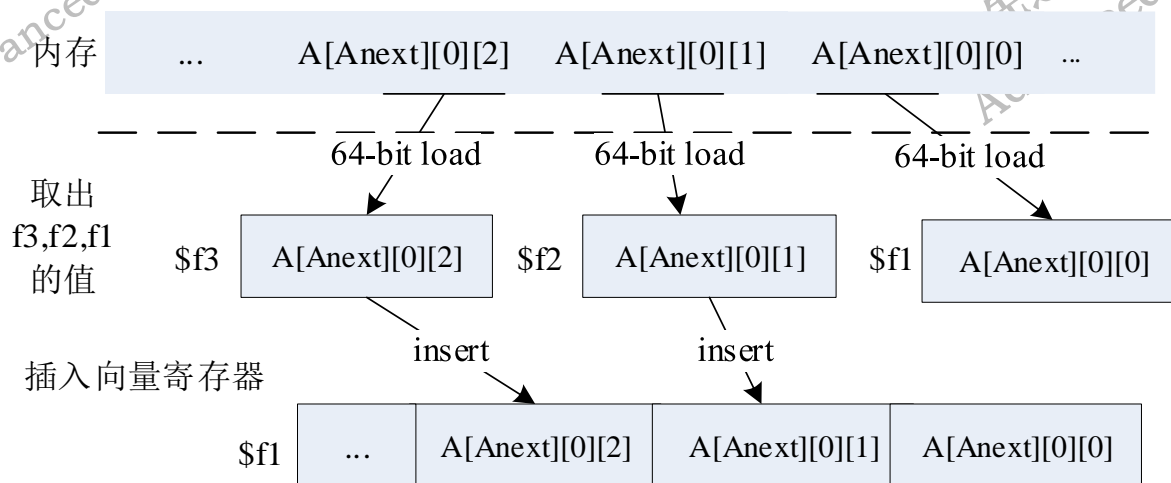 内存 ... A[Anext][0][2] A[Anext][0][1] A[Anext][0][0] ...
64-bit load 64-bit load 64-bit load
取出
f3,f2,f1
的值
$f3 A[Anext][0][2] $f2 A[Anext][0][1] $f1 A[Anext][0][0]
insert insert
插入向量寄存器
$f1 ... A[Anext][0][2] A[Anext][0][1] A[Anext][0][0]